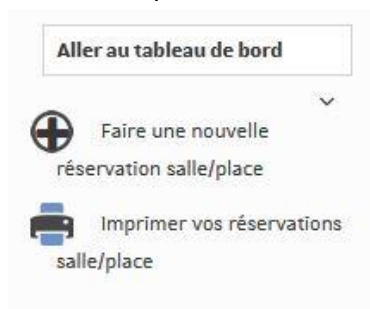 Aller au tableau de bord
Faire une nouvelle
réservation salle/place
Imprimer vos réservations
salle/place